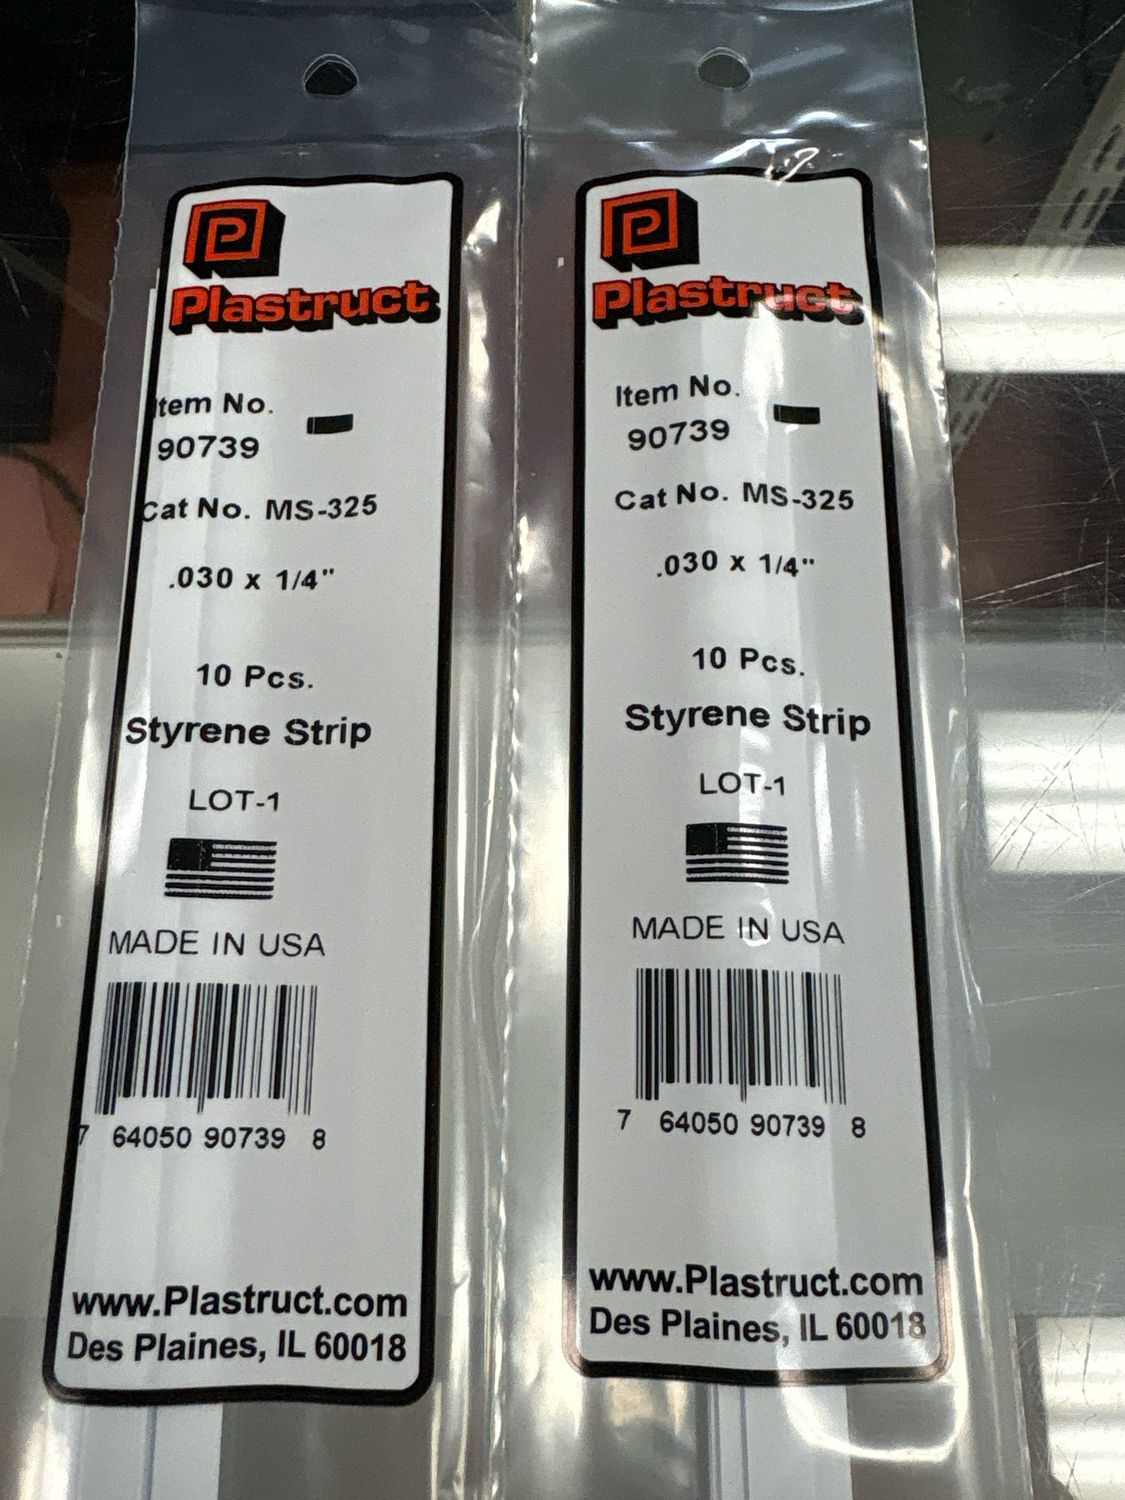 Plastruct
Item No.
90739
Cat No. MS-325
.030 x 1/4"
10 Pcs.
Styrene Strip
LOT-1
MADE IN USA
7 64050 90739 8
www.Plastruct.com
Des Plaines, IL 60018
Plastruct
Item No.
90739
Cat No. MS-325
.030 x 1/4"
10 Pcs.
Styrene Strip
LOT-1
MADE IN USA
7 64050 90739 8
www.Plastruct.com
Des Plaines, IL 60018